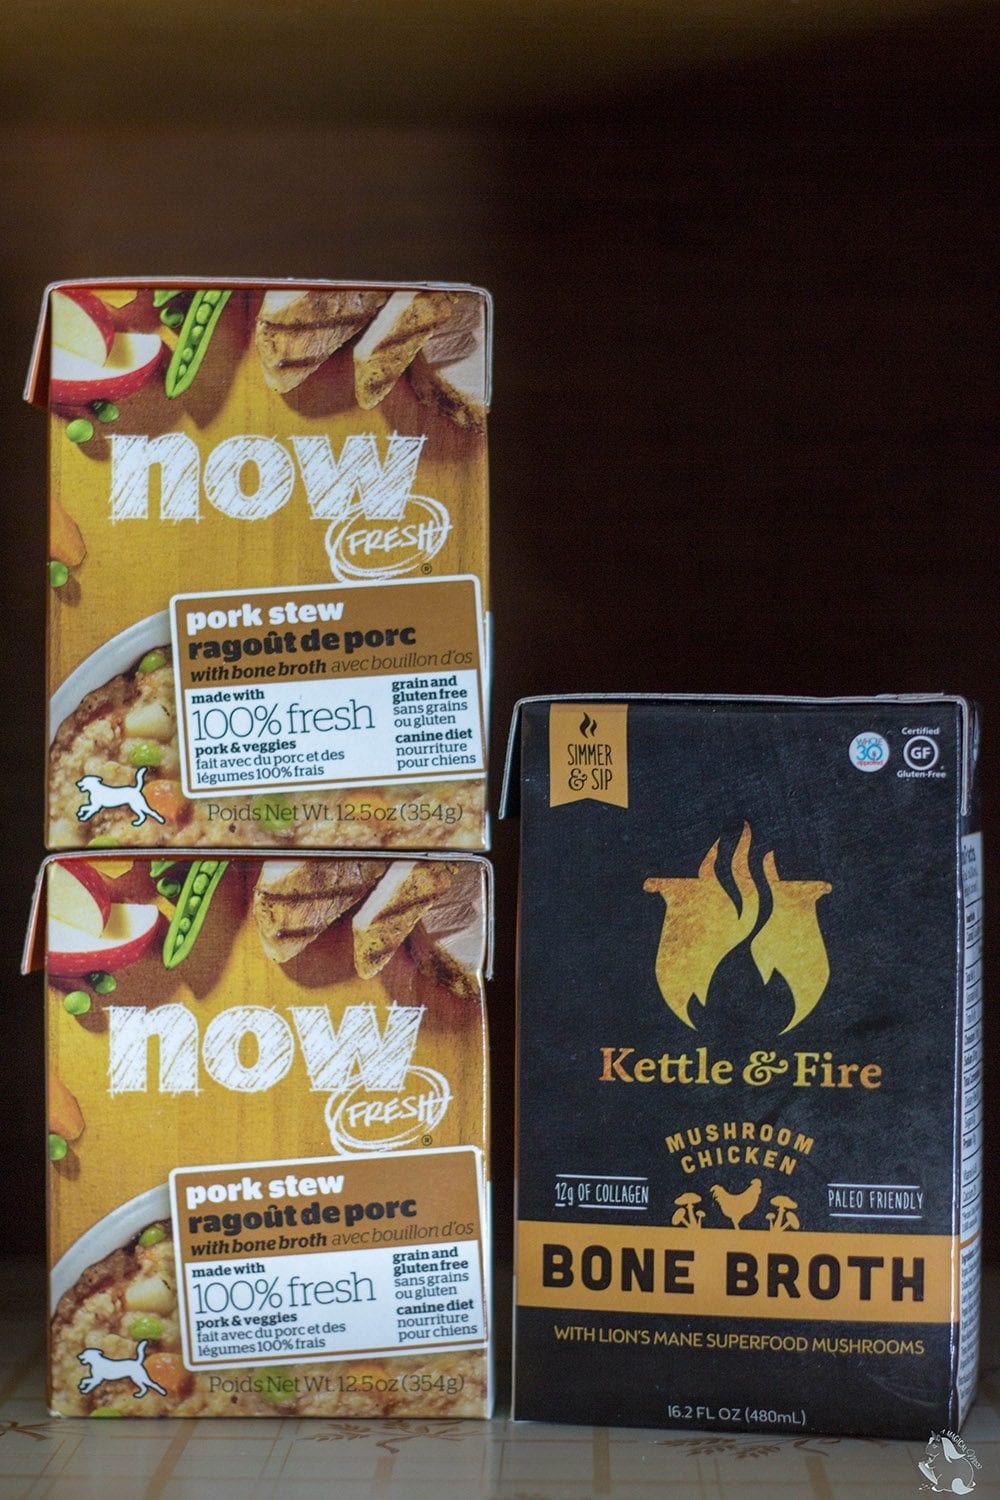 now
FRESH
®
pork stew
ragoût de porc
with bone broth avec bouillon d'os
made with
100% fresh
pork & veggies
fait avec du porc et des
légumes 100% frais
grain and
gluten free
sans grains
ou gluten
canine diet
nourriture
pour chiens
Poids Net Wt. 12.5 oz (354g)
now
FRESH
®
pork stew
ragoût de porc
with bone broth avec bouillon d'os
made with
100% fresh
pork & veggies
fait avec du porc et des
légumes 100% frais
grain and
gluten free
sans grains
ou gluten
canine diet
nourriture
pour chiens
Poids Net Wt. 12.5 oz (354g)
SIMMER
& SIP
WHOLE
30
approved
Certified
GF
Gluten-Free
Kettle & Fire
MUSHROOM
CHICKEN
12g OF COLLAGEN
PALEO FRIENDLY
BONE BROTH
WITH LION'S MANE SUPERFOOD MUSHROOMS
16.2 FL OZ (480mL)
A MAGICAL Mess